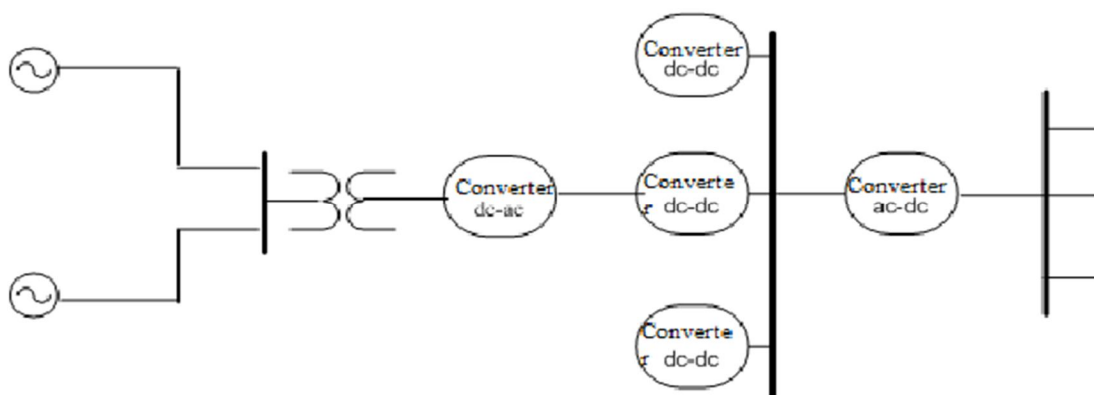 Converter
dc-dc
Converter
dc-ac
Converte
r dc-dc
Converter
ac-dc
Converte
r dc-dc